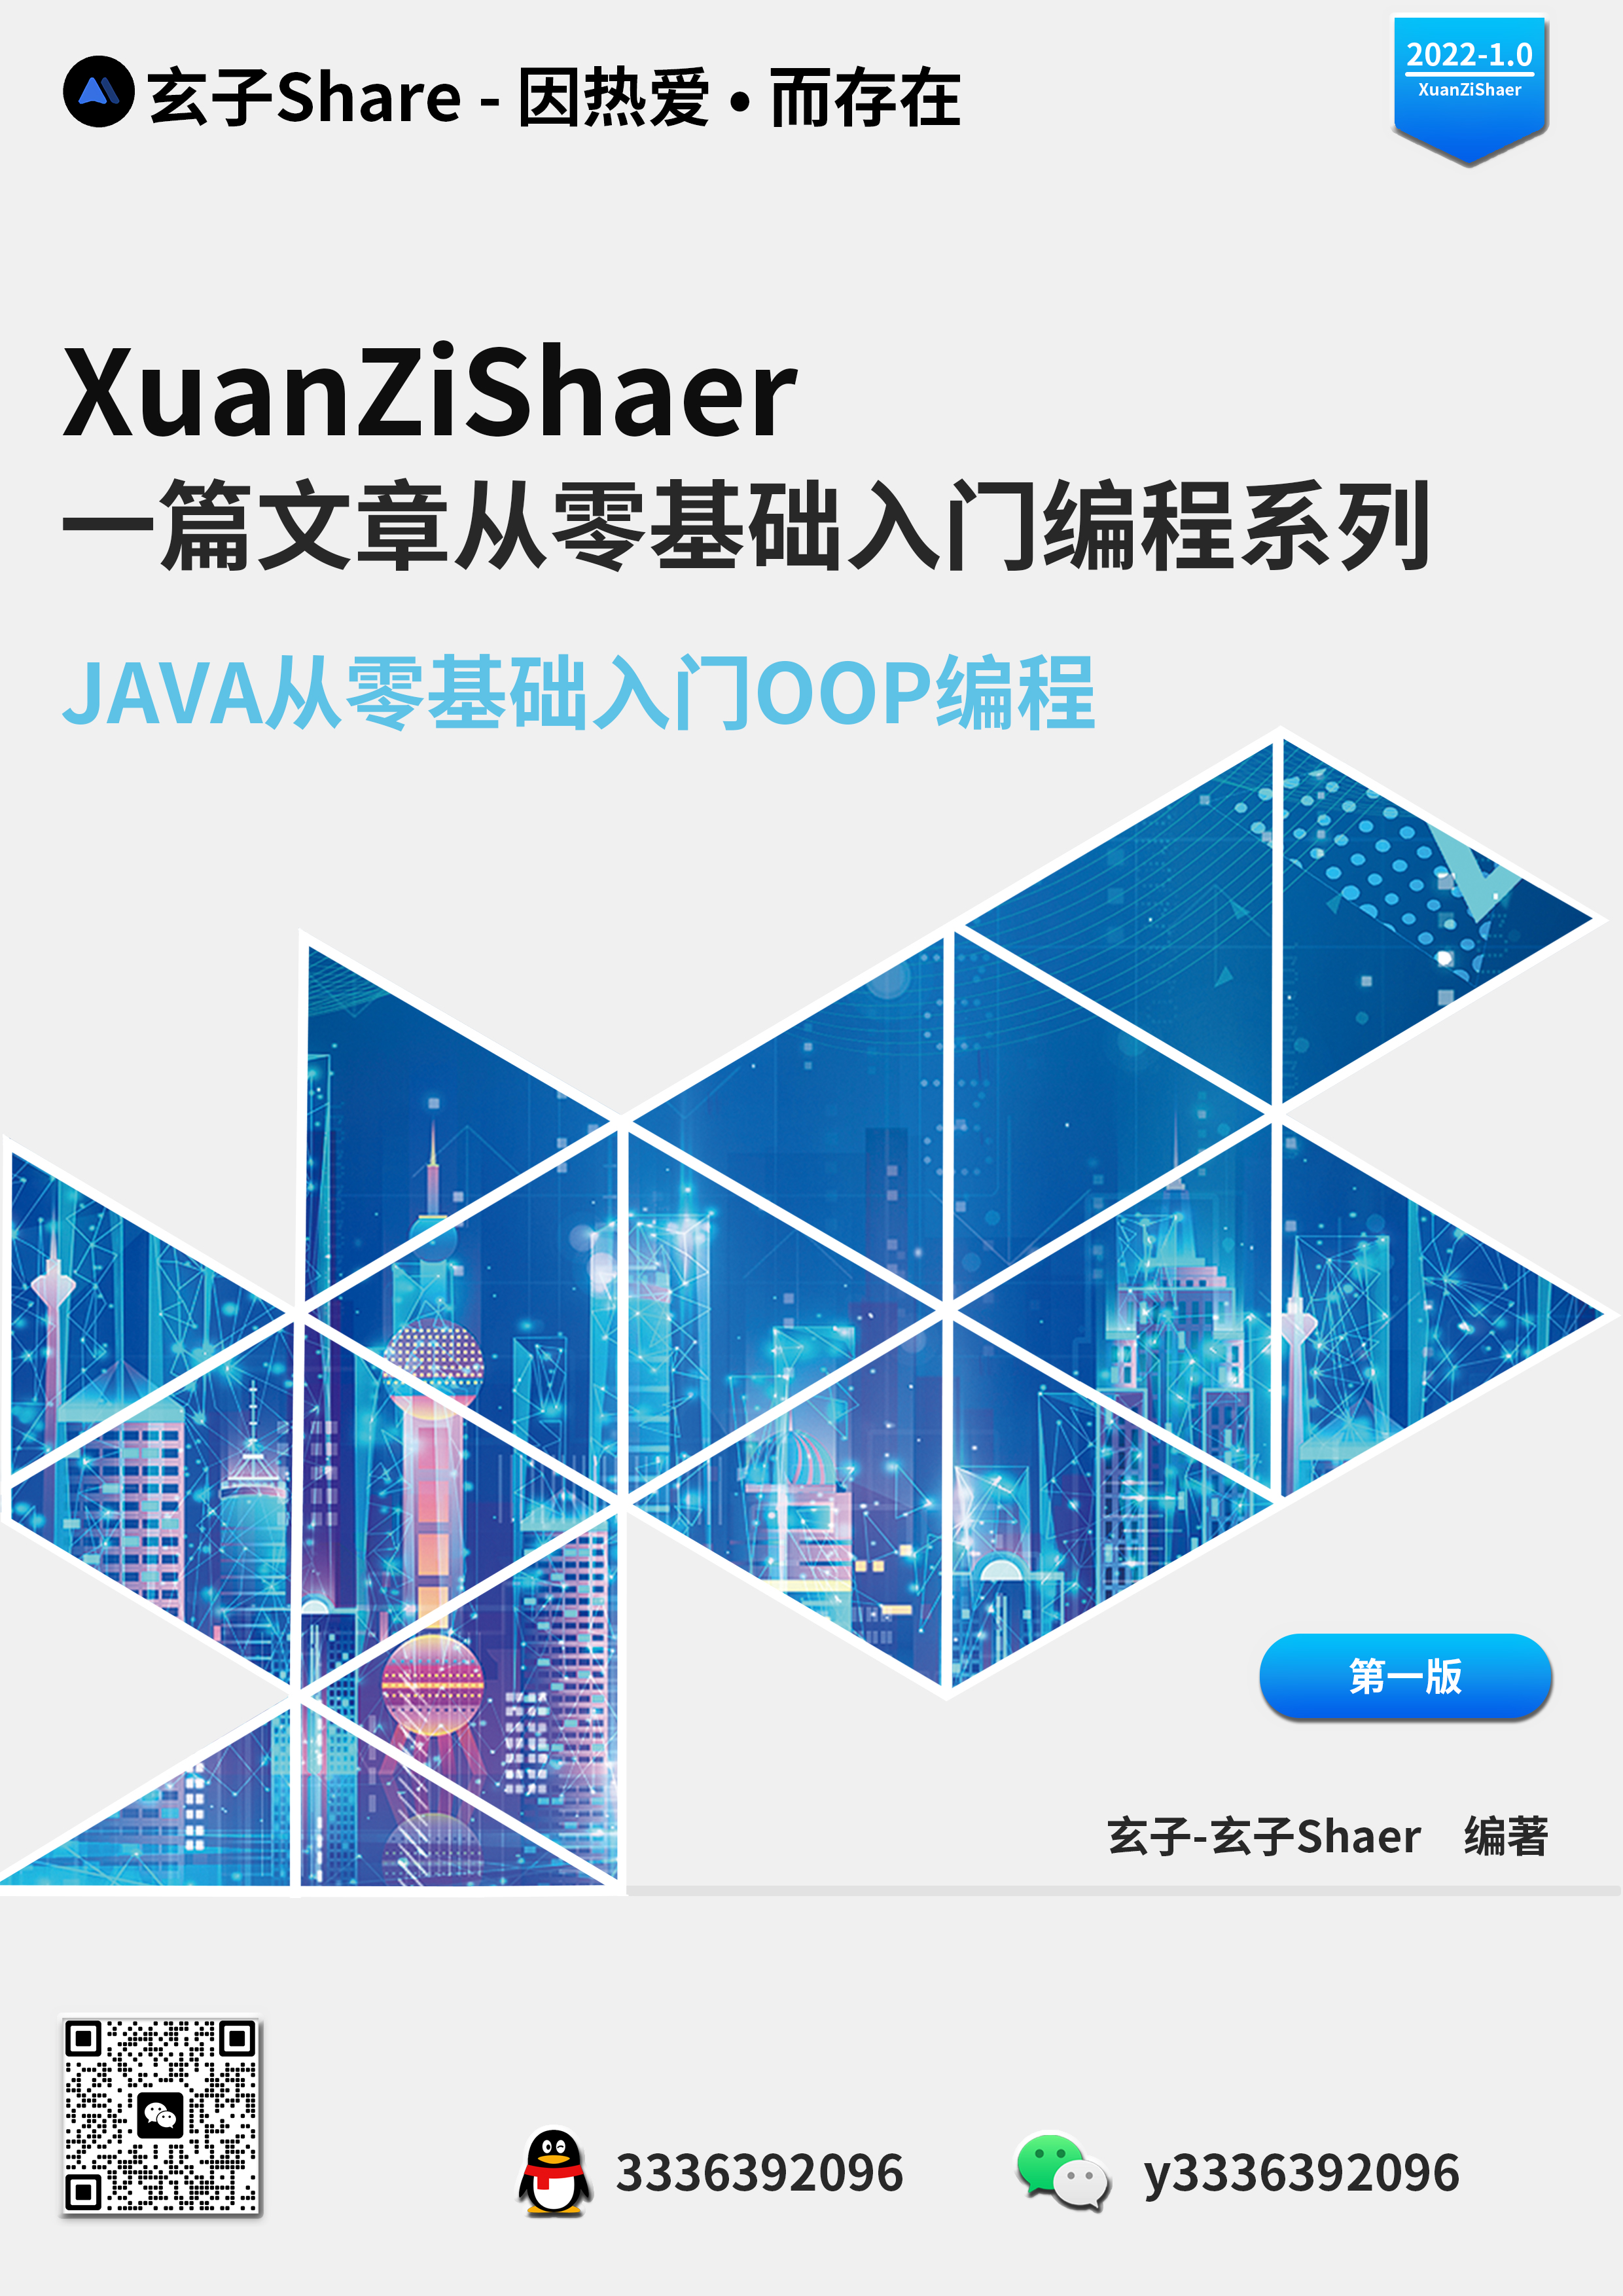 玄子Share - 因热爱 • 而存在
2022-1.0
XuanZiShaer
XuanZiShaer
一篇文章从零基础入门编程系列
JAVA从零基础入门OOP编程
第一版
玄子-玄子Shaer 编著
3336392096
y3336392096